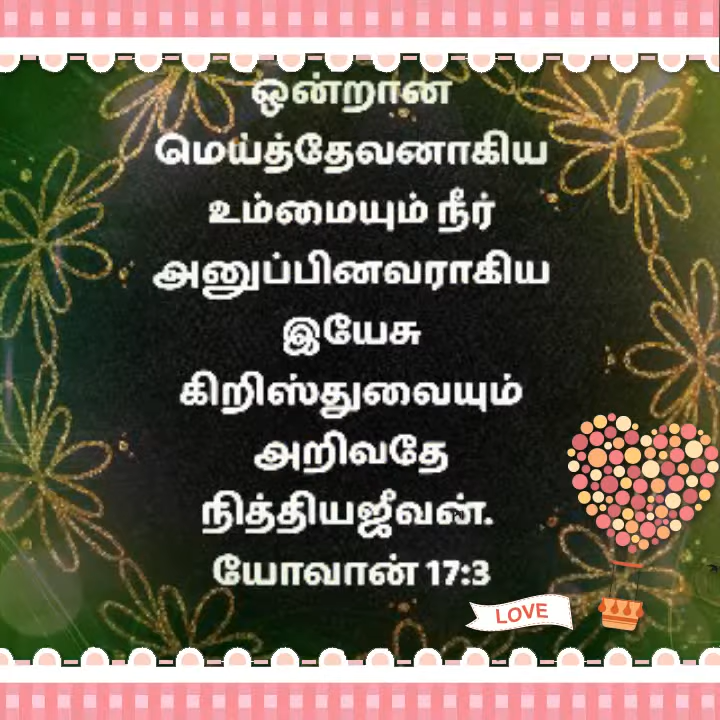 ஒன்றான
மெய்த்தேவனாகிய
உம்மையும் நீர்
அனுப்பினவராகிய
இயேசு
கிறிஸ்துவையும்
அறிவதே
நித்தியஜீவன்.
யோவான் 17:3
LOVE